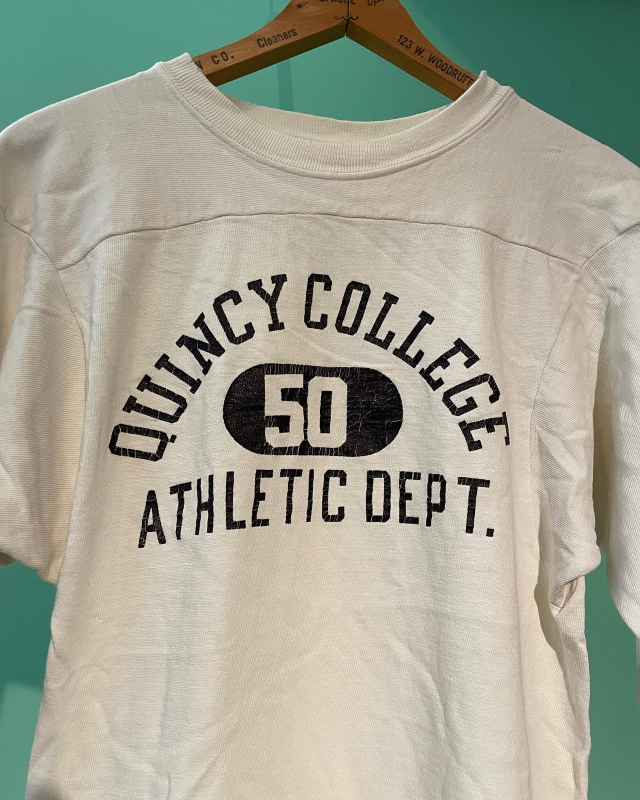 CO. Cleaners
123 W. WOODRUFF
QUINCY COLLEGE
50
ATHLETIC DEPT.